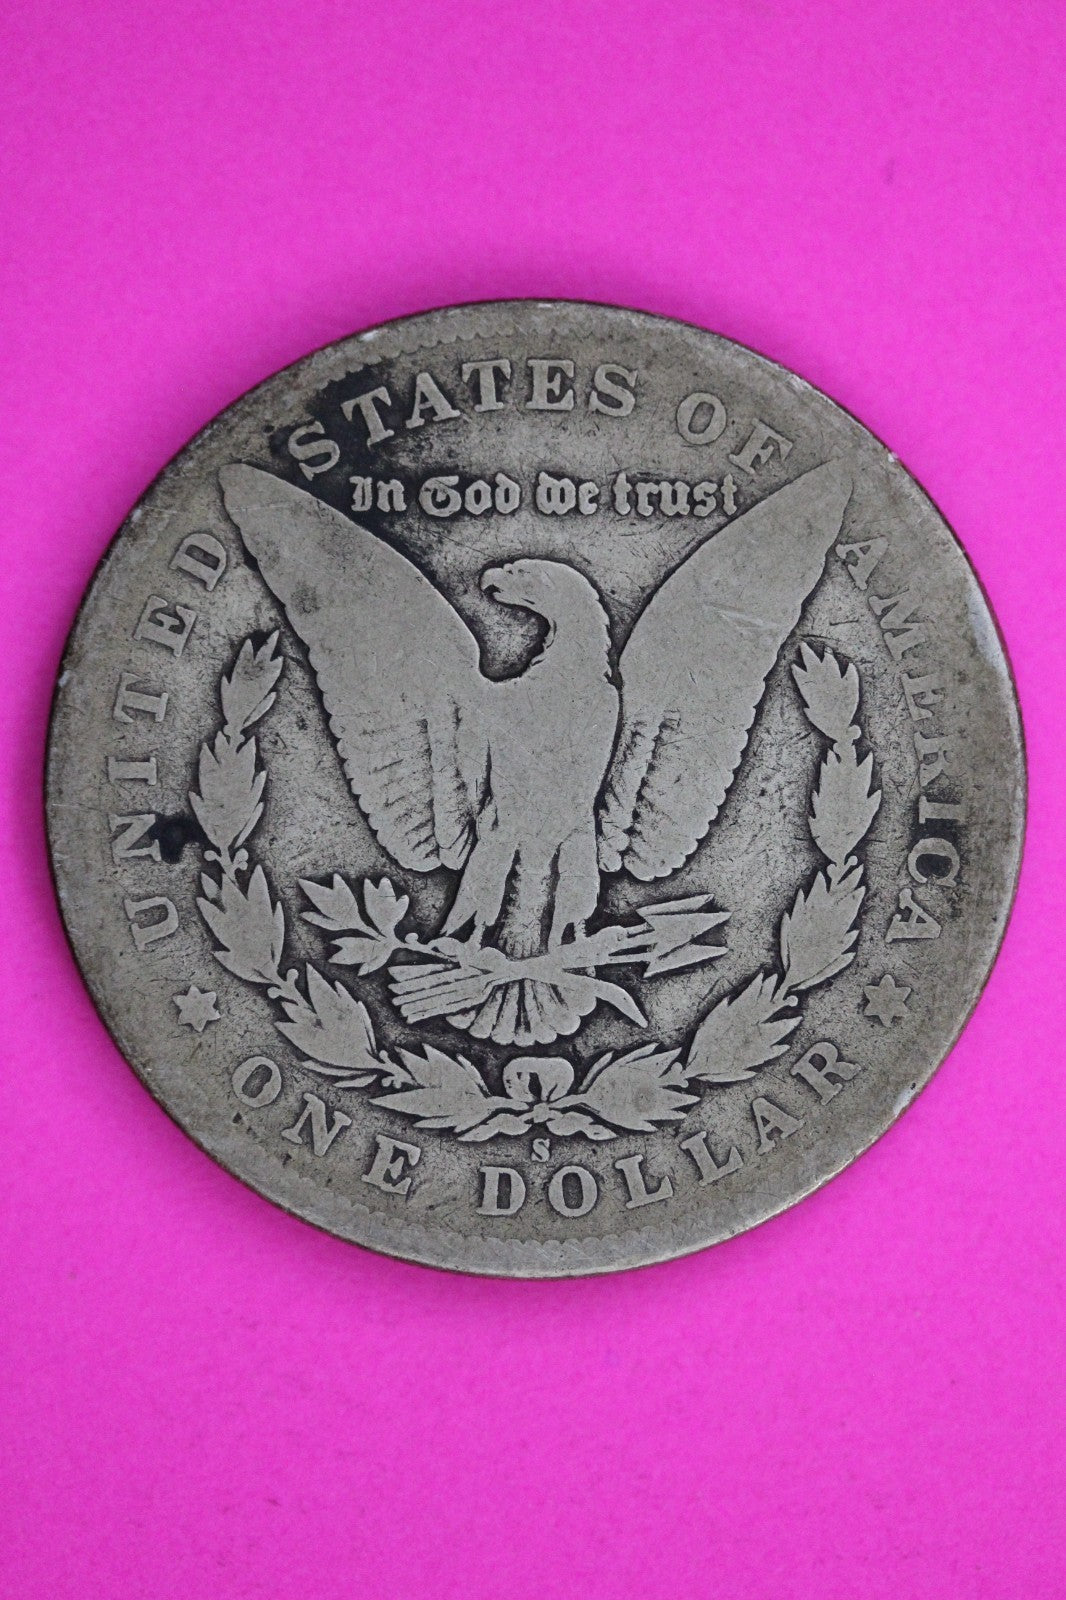 UNITED STATES OF AMERICA
In God we trust
S
ONE DOLLAR